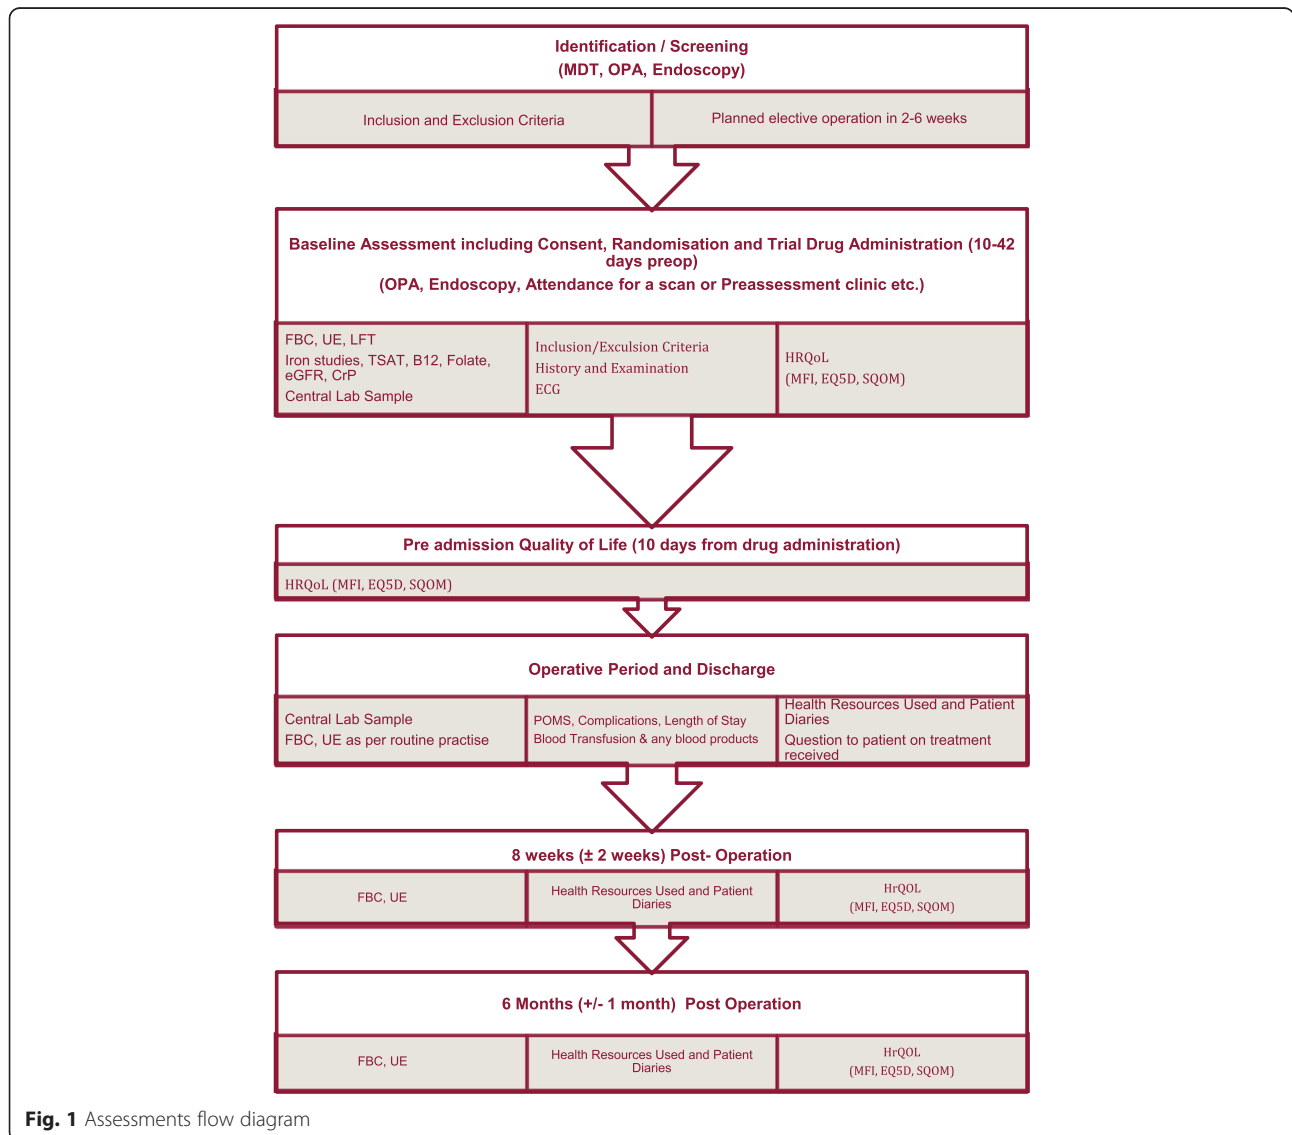 Identification / Screening
(MDT, OPA, Endoscopy)
Inclusion and Exclusion Criteria
Planned elective operation in 2-6 weeks
Baseline Assessment including Consent, Randomisation and Trial Drug Administration (10-42
days preop)
(OPA, Endoscopy, Attendance for a scan or Preassessment clinic etc.)
FBC, UE, LFT
Iron studies, TSAT, B12, Folate,
eGFR, CrP
Central Lab Sample
Inclusion/Exculsion Criteria
History and Examination
ECG
HRQoL
(MFI, EQ5D, SQOM)
Pre admission Quality of Life (10 days from drug administration)
HRQoL (MFI, EQ5D, SQOM)
Operative Period and Discharge
Central Lab Sample
FBC, UE as per routine practise
POMS, Complications, Length of Stay
Blood Transfusion & any blood products
Health Resources Used and Patient
Diaries
Question to patient on treatment
received
8 weeks (± 2 weeks) Post- Operation
FBC, UE
Health Resources Used and Patient
Diaries
HrQOL
(MFI, EQ5D, SQOM)
6 Months (+/- 1 month) Post Operation
FBC, UE
Health Resources Used and Patient
Diaries
HrQOL
(MFI, EQ5D, SQOM)
Fig. 1 Assessments flow diagram